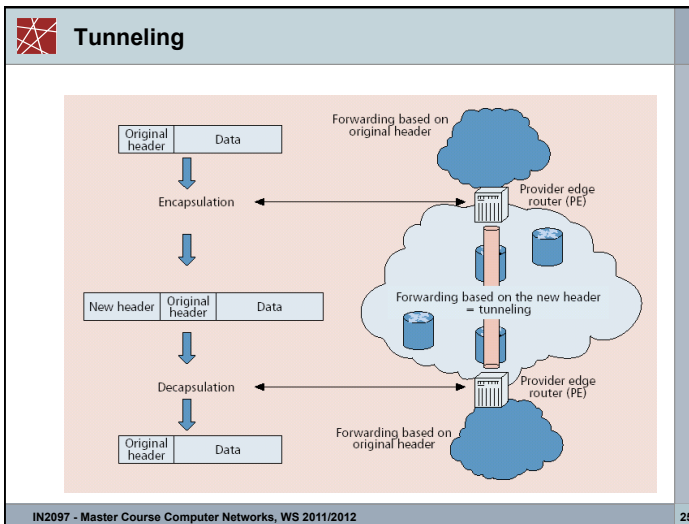 Tunneling
Forwarding based on
original header
Original
header
Data
Encapsulation
Provider edge
router (PE)
New header
Original
header
Data
Forwarding based on the new header
= tunneling
Decapsulation
Provider edge
router (PE)
Original
header
Data
Forwarding based on
original header
IN2097 - Master Course Computer Networks, WS 2011/2012
25